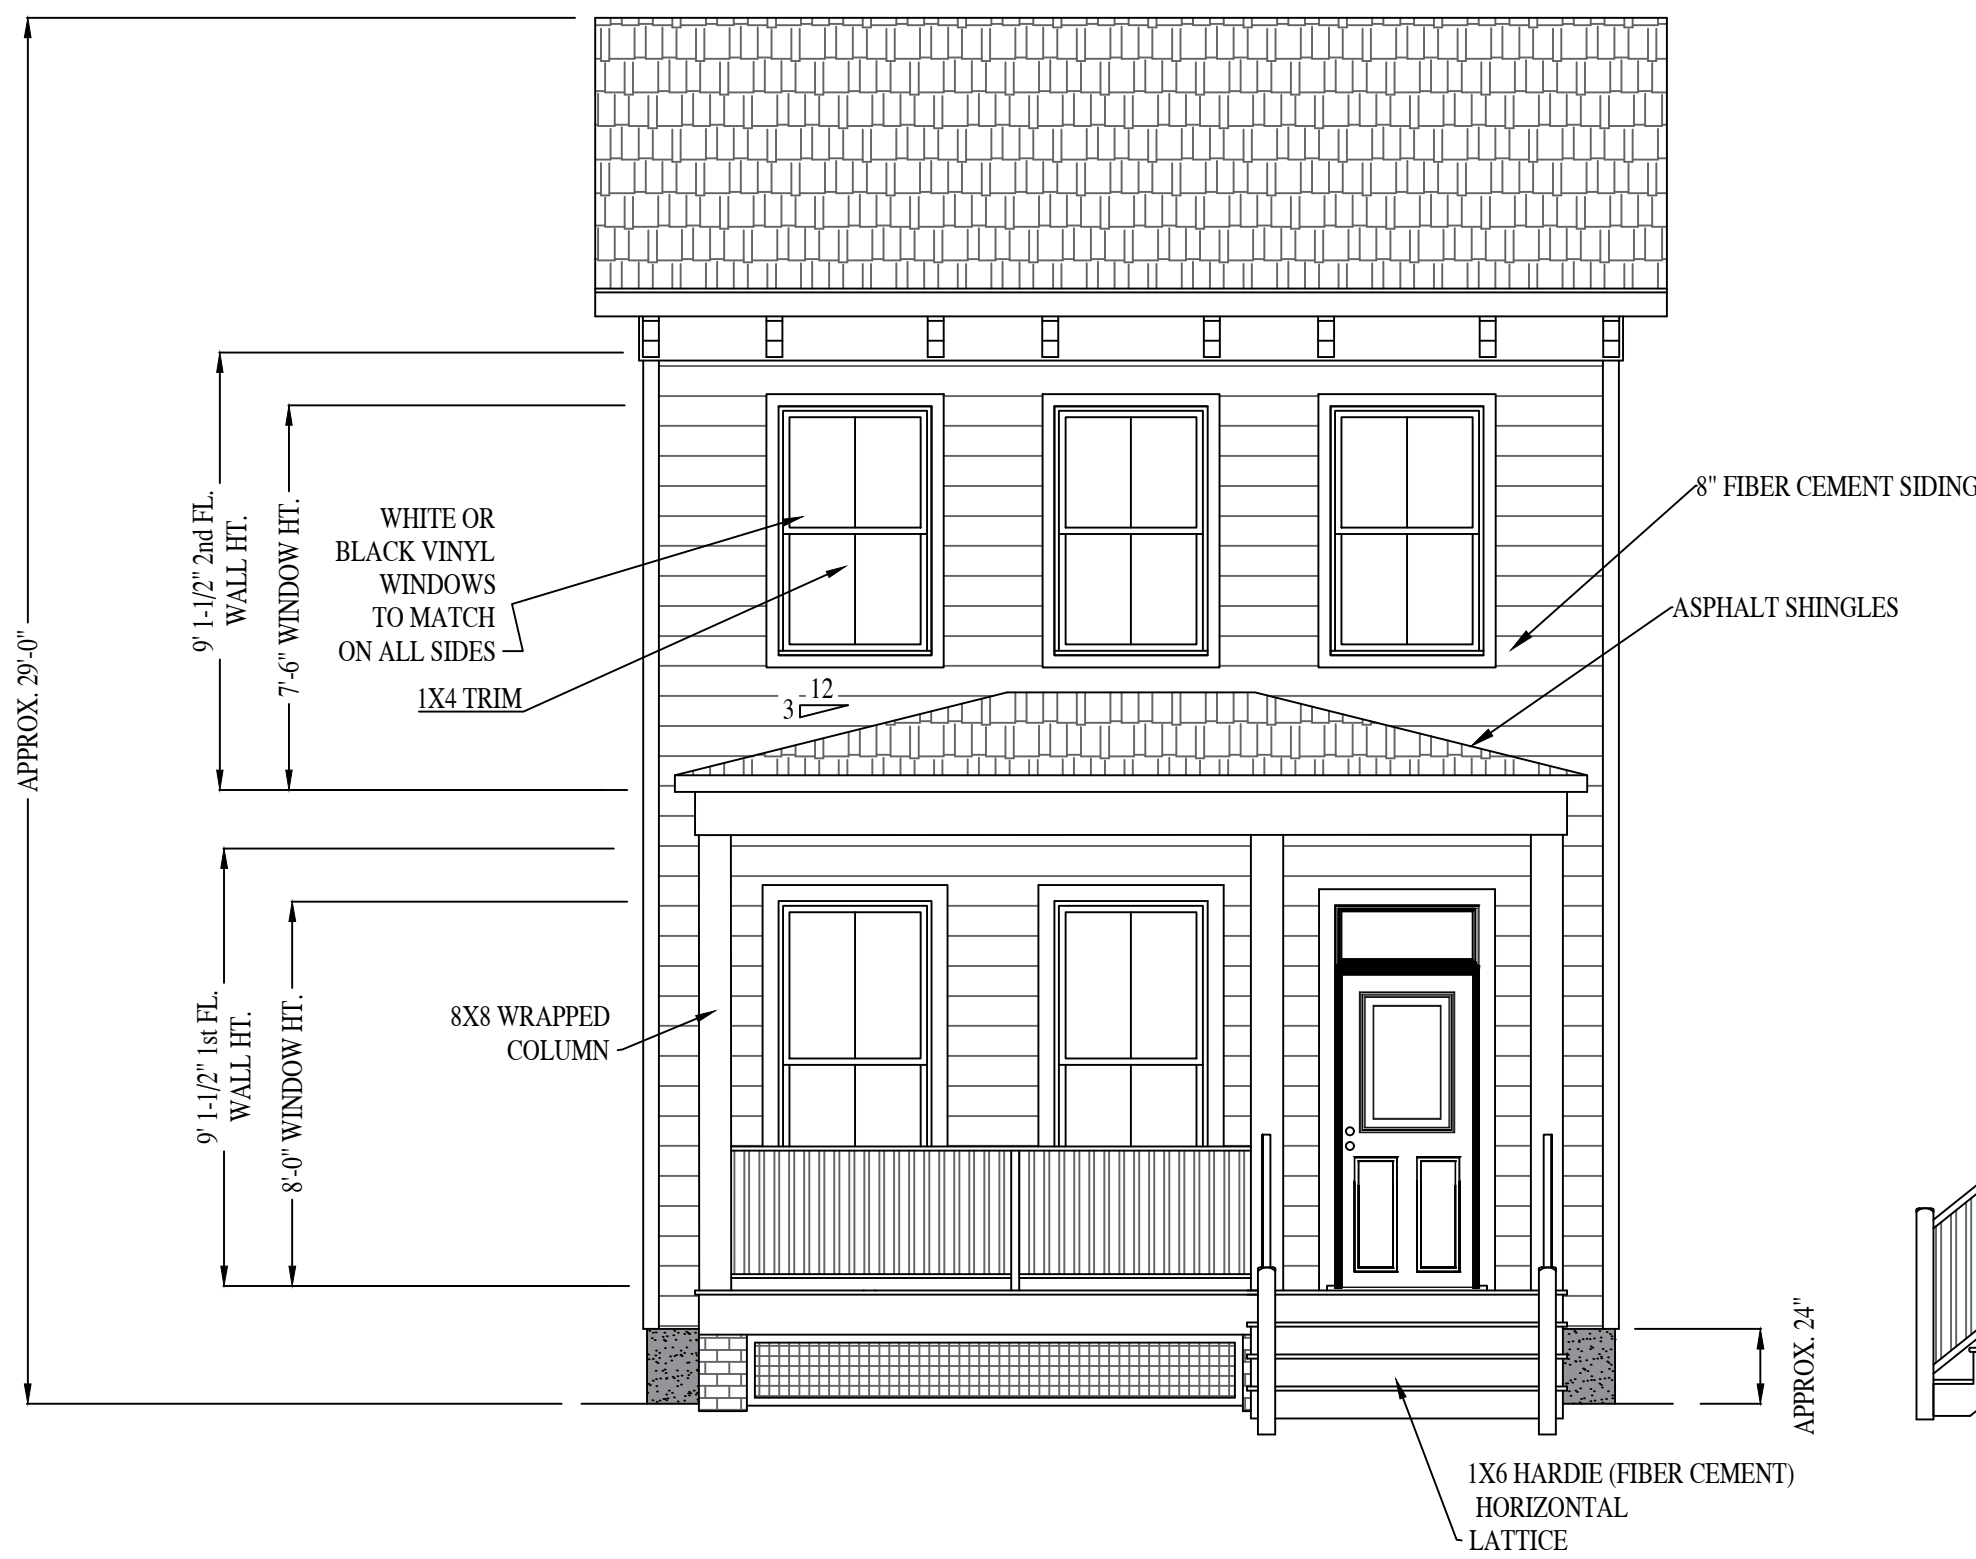 APPROX. 29'-0"
9' 1-1/2" 2nd FL.
WALL HT.
7'-6" WINDOW HT.
WHITE OR
BLACK VINYL
WINDOWS
TO MATCH
ON ALL SIDES
1X4 TRIM
12
3
8" FIBER CEMENT SIDING
ASPHALT SHINGLES
9' 1-1/2" 1st FL.
WALL HT.
8'-0" WINDOW HT.
8X8 WRAPPED
COLUMN
APPROX. 24"
1X6 HARDIE (FIBER CEMENT)
HORIZONTAL
LATTICE